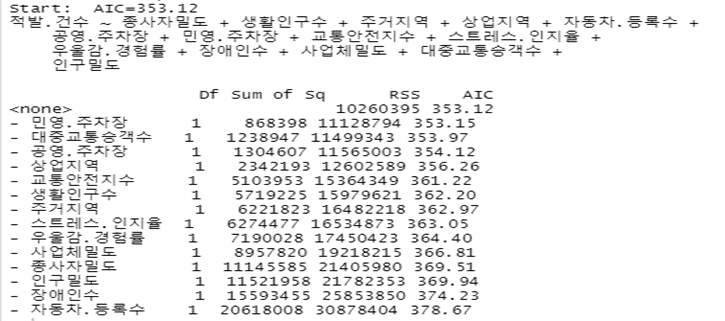 Start:  AIC=353.12
적발.건수 ~ 종사자밀도 + 생활인구수 + 주거지역 + 상업지역 + 자동차.등록수 +
    공영.주차장 + 민영.주차장 + 교통안전지수 + 스트레스.인지율 +
    우울감.경험률 + 장애인수 + 사업체밀도 + 대중교통승객수 +
    인구밀도
Df Sum of Sq RSS AIC
<none> 10260395 353.12
- 민영.주차장 1 868398 11128794 353.15
- 대중교통승객수 1 1238947 11499343 353.97
- 공영.주차장 1 1304607 11565003 354.12
- 상업지역 1 2342193 12602589 356.26
- 교통안전지수 1 5103953 15364349 361.22
- 생활인구수 1 5719225 15979621 362.20
- 주거지역 1 6221823 16482218 362.97
- 스트레스.인지율 1 6274477 16534873 363.05
- 우울감.경험률 1 7190028 17450423 364.40
- 사업체밀도 1 8957820 19218215 366.81
- 종사자밀도 1 11145585 21405980 369.51
- 인구밀도 1 11521958 21782353 369.94
- 장애인수 1 15593455 25853850 374.23
- 자동차.등록수 1 20618008 30878404 378.67